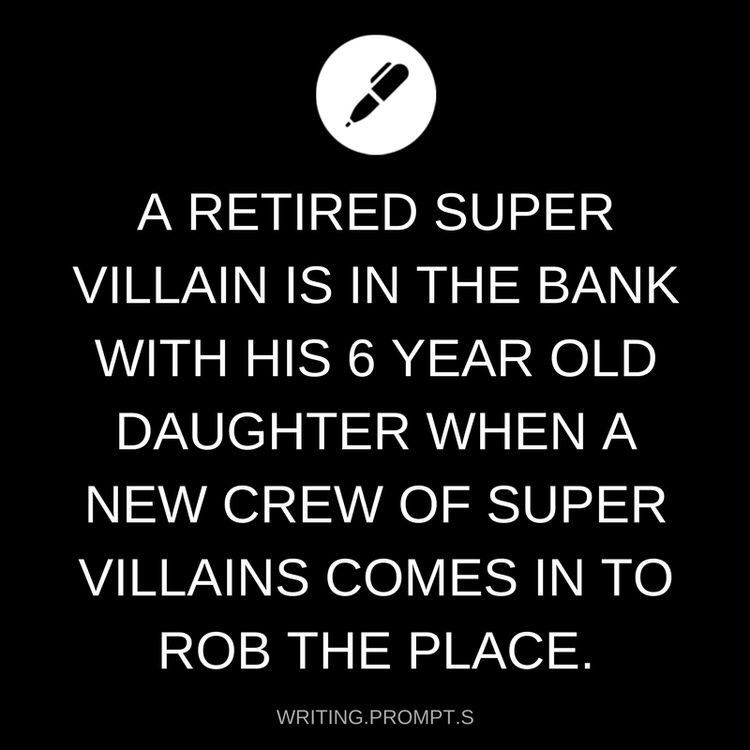 A RETIRED SUPER
VILLAIN IS IN THE BANK
WITH HIS 6 YEAR OLD
DAUGHTER WHEN A
NEW CREW OF SUPER
VILLAINS COMES IN TO
ROB THE PLACE.
WRITING.PROMPT.S